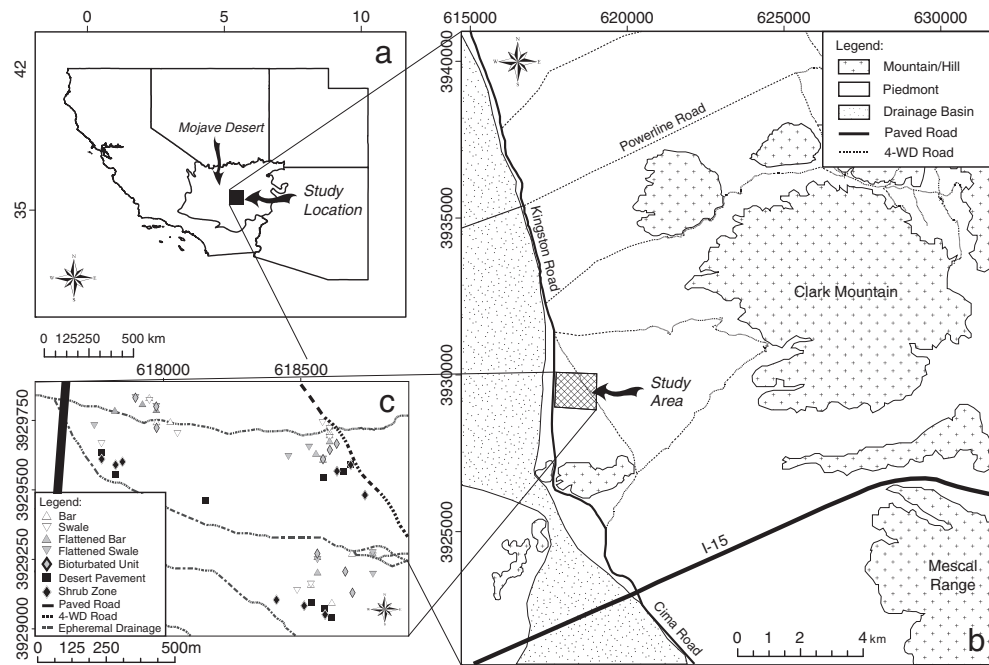 0 5 10
a
42
35
Mojave Desert
Study
Location
0 125250 500 km
615000 620000 625000 630000
3940000
3935000
3930000
3925000
Legend:
Mountain/Hill
Piedmont
Drainage Basin
Paved Road
4-WD Road
Powerline Road
Kingston Road
Clark Mountain
Study
Area
I-15
Mescal
Range
Cima Road
0 1 2 4 km
b
618000 618500
c
3929750
3929500
3929250
3929000
Legend:
Bar
Swale
Flattened Bar
Flattened Swale
Bioturbated Unit
Desert Pavement
Shrub Zone
Paved Road
4-WD Road
Ephemeral Drainage
0 125 250 500m